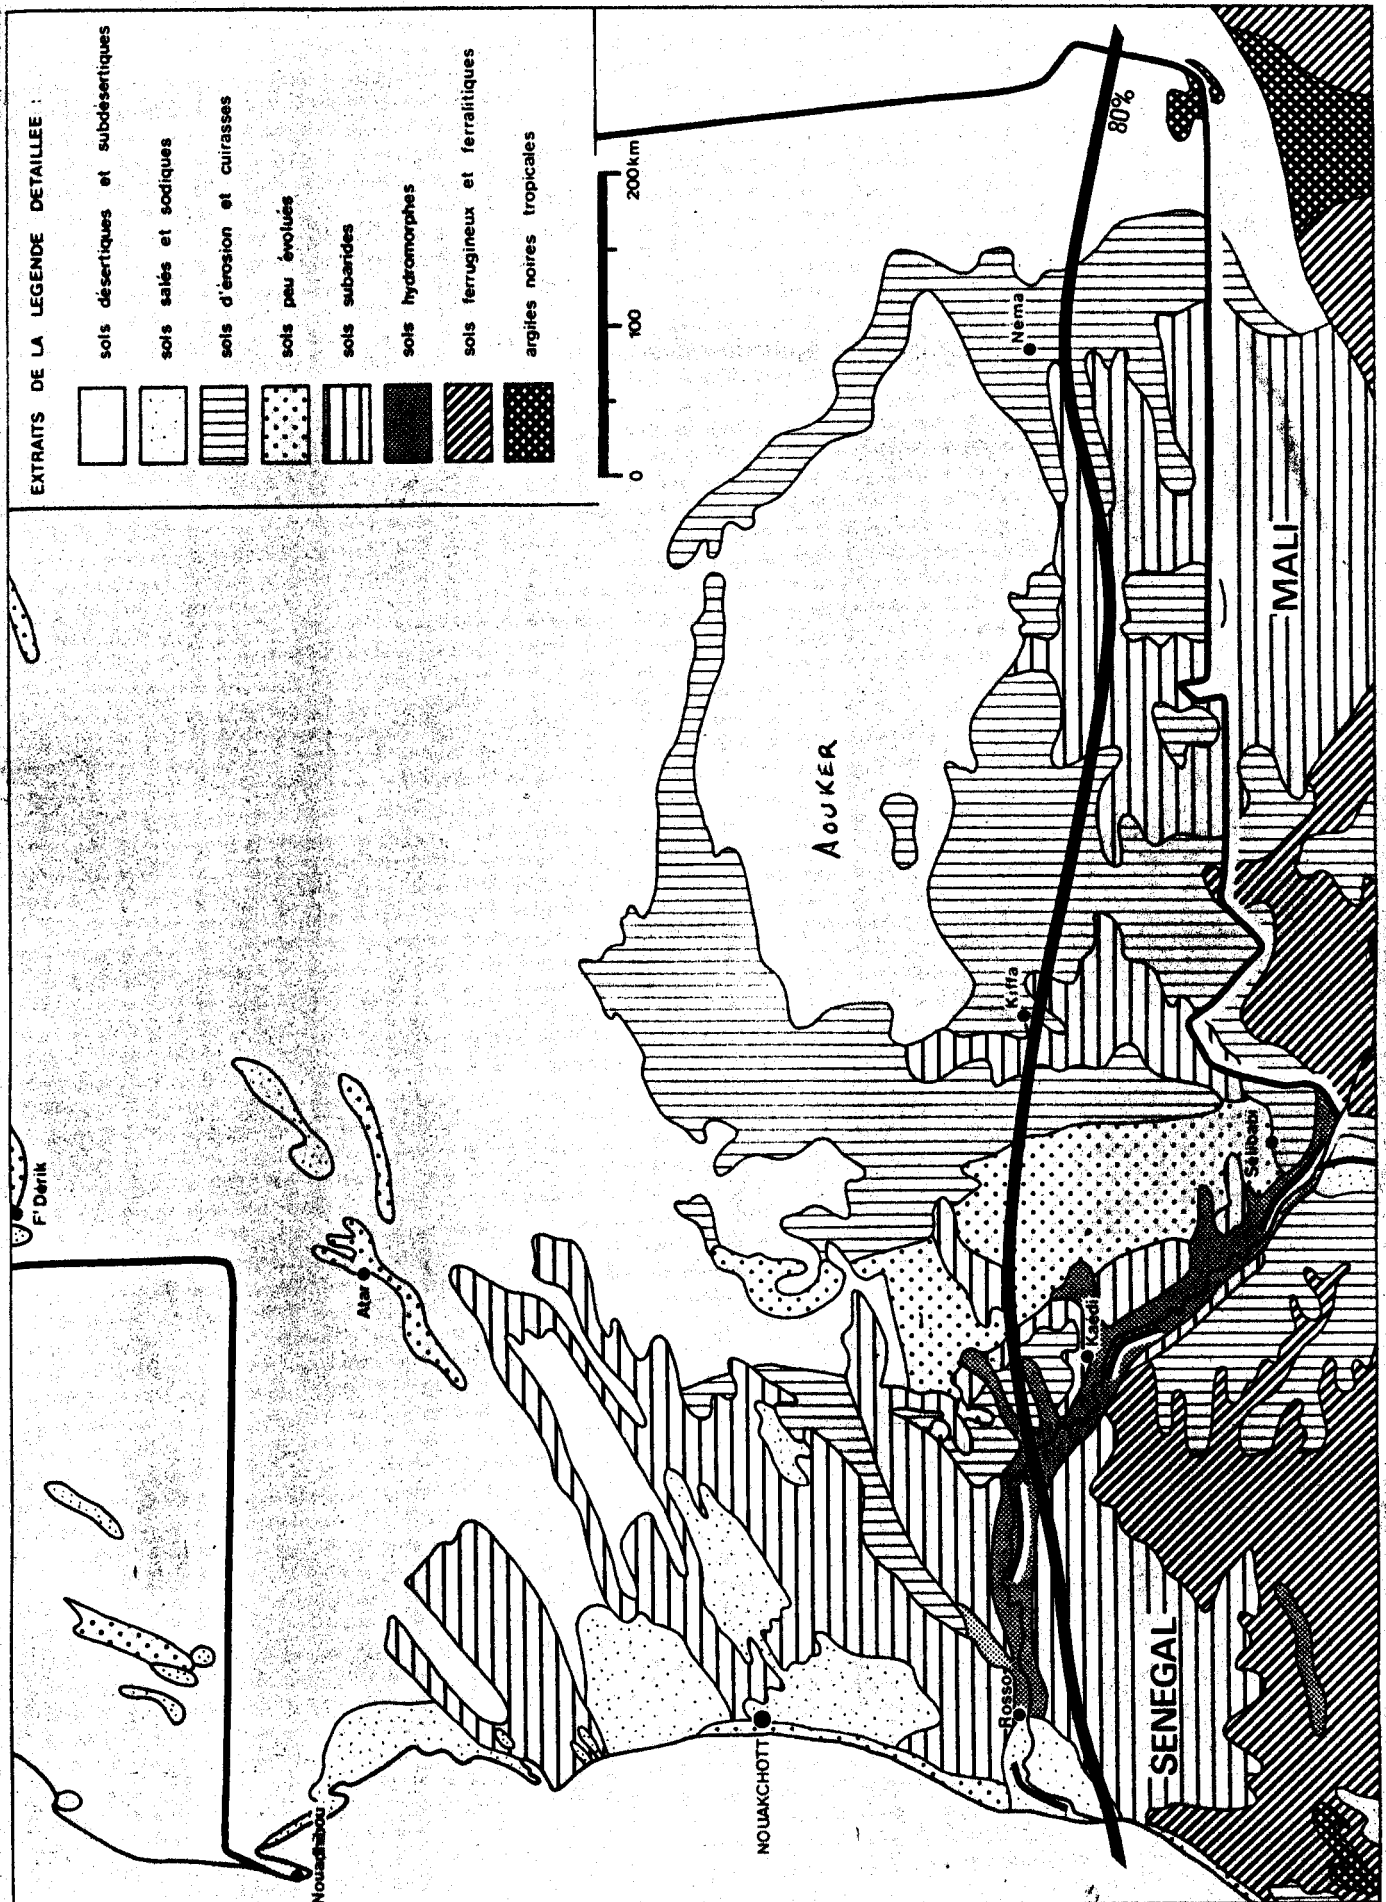 EXTRAITS DE LA LEGENDE DETAILLEE :
sols désertiques et subdésertiques
sols salés et sodiques
sols d'érosion et cuirasses
sols peu évolués
sols subarides
sols hydromorphes
sols ferrugineux et ferralitiques
argiles noires tropicales
0 100 200km
F'Dérik
Atar
Nouadhibou
AOUKER
NOUAKCHOTT
Nema
80%
Kiffa
Rosso
Kaedi
Sélibabi
SENEGAL
MALI